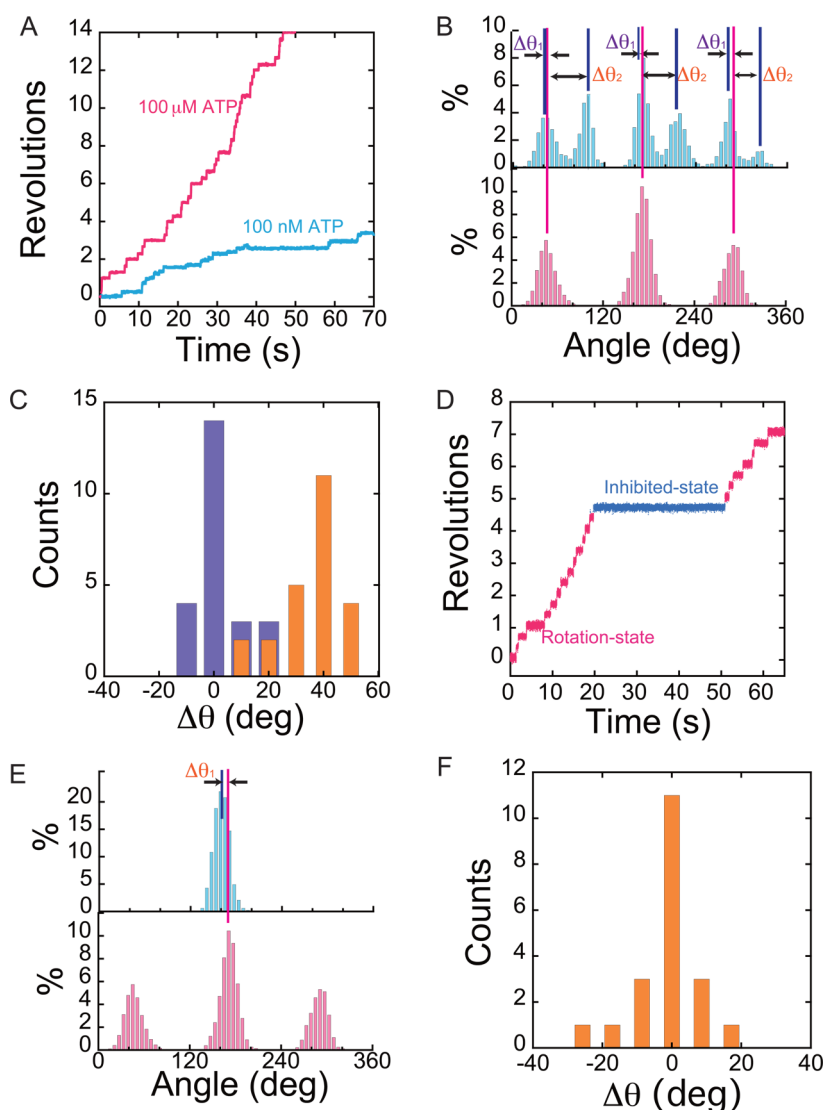 A
Revolutions
14
12
10
8
6
4
2
0
100 μM ATP
100 nM ATP
0 10 20 30 40 50 60 70
Time (s)
B
%
10
8
6
4
2
0
Δθ1 Δθ1 Δθ1
Δθ2 Δθ2 Δθ2
%
10
8
6
4
2
0
0 120 240 360
Angle (deg)
C
Counts
15
10
5
0
-40 -20 0 20 40 60
Δθ (deg)
D
Revolutions
8
7
6
5
4
3
2
1
0
Inhibited-state
Rotation-state
0 10 20 30 40 50 60
Time (s)
E
Δθ1
%
20
15
10
5
0
%
10
8
6
4
2
0
0 120 240 360
Angle (deg)
F
Counts
12
10
8
6
4
2
0
-40 -20 0 20 40
Δθ (deg)